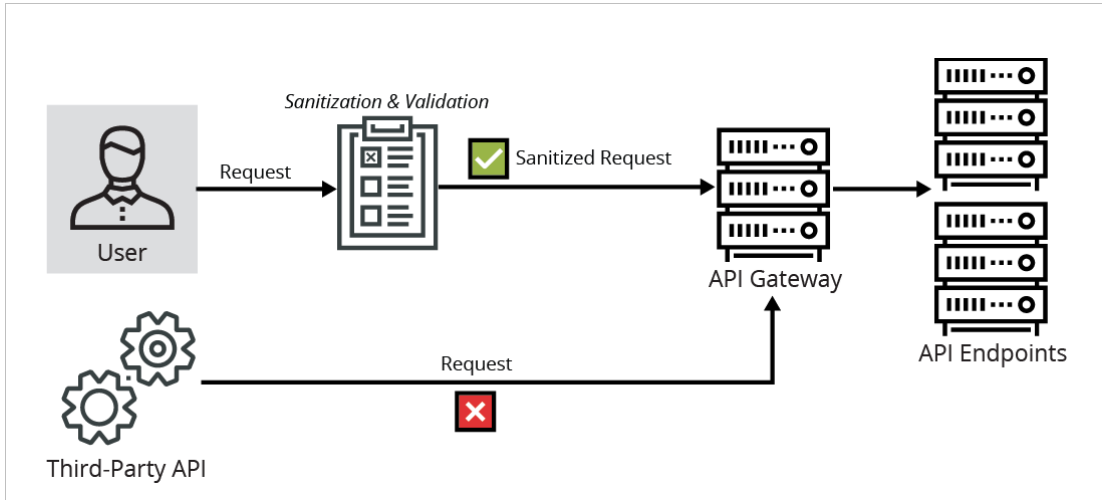 Sanitization & Validation
Request
Sanitized Request
User
API Gateway
API Endpoints
Request
Third-Party API